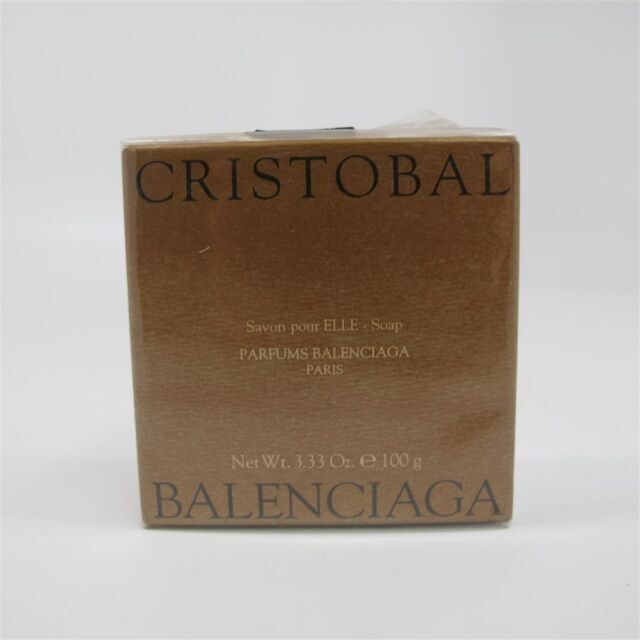 CRISTOBAL
Savon pour ELLE - Soap
PARFUMS BALENCIAGA
PARIS
Net Wt. 3.33 Oz. ℮ 100 g
BALENCIAGA